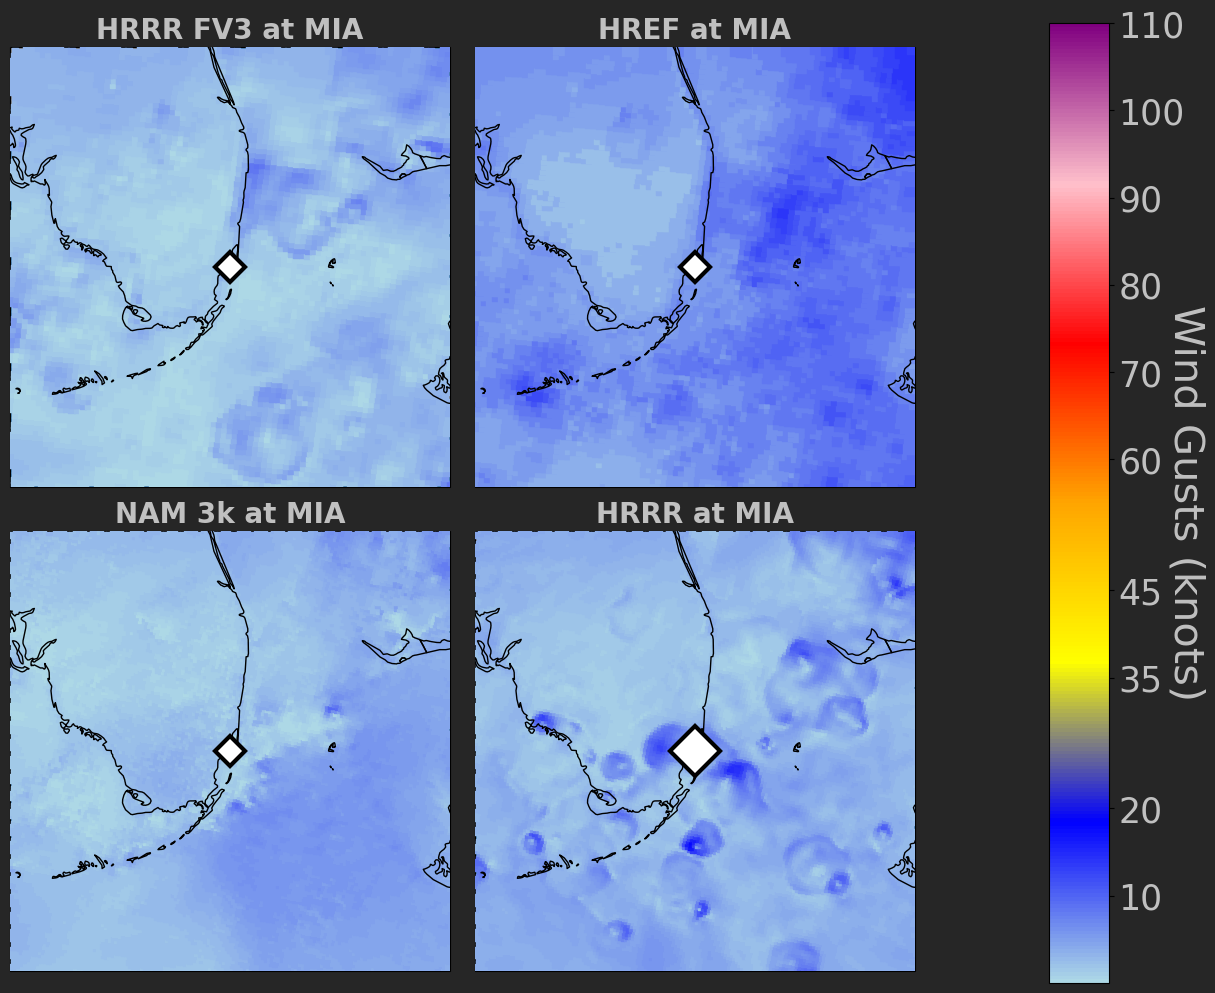 HRRR FV3 at MIA
HREF at MIA
NAM 3k at MIA
HRRR at MIA
110
100
90
80
70
60
45
35
20
10
Wind Gusts (knots)